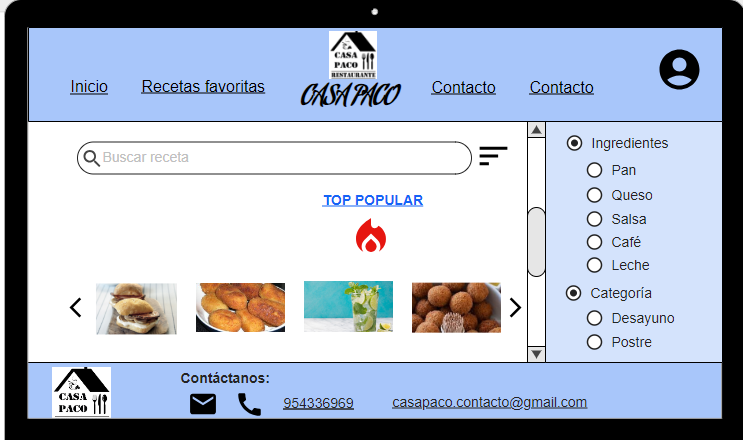 CASA
PACO
RESTAURANTE
CASA PACO
Inicio
Recetas favoritas
Contacto
Contacto
Buscar receta
TOP POPULAR
Ingredientes
Pan
Queso
Salsa
Café
Leche
Categoría
Desayuno
Postre
CASA
PACO
Contáctanos:
954336969
casapaco.contacto@gmail.com